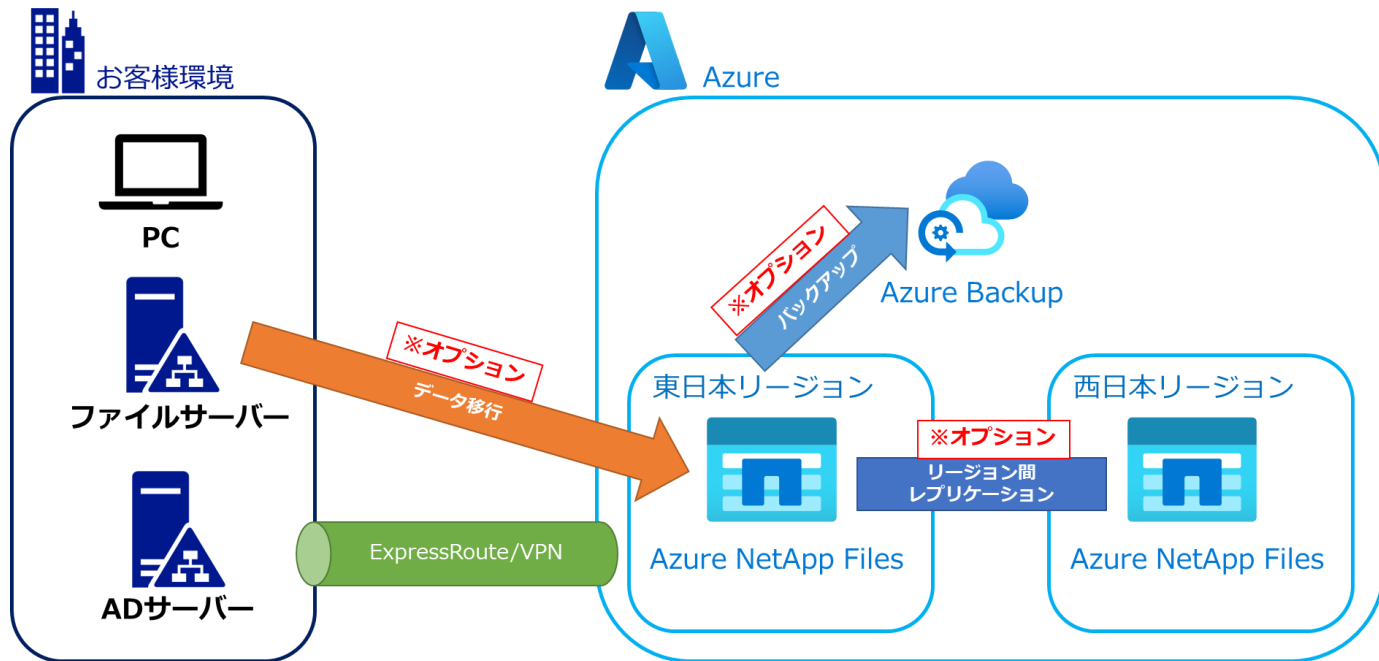 お客様環境
Azure
PC
ファイルサーバー
ADサーバー
※オプション
データ移行
ExpressRoute/VPN
※オプション
バックアップ
Azure Backup
東日本リージョン
Azure NetApp Files
※オプション
リージョン間
レプリケーション
西日本リージョン
Azure NetApp Files